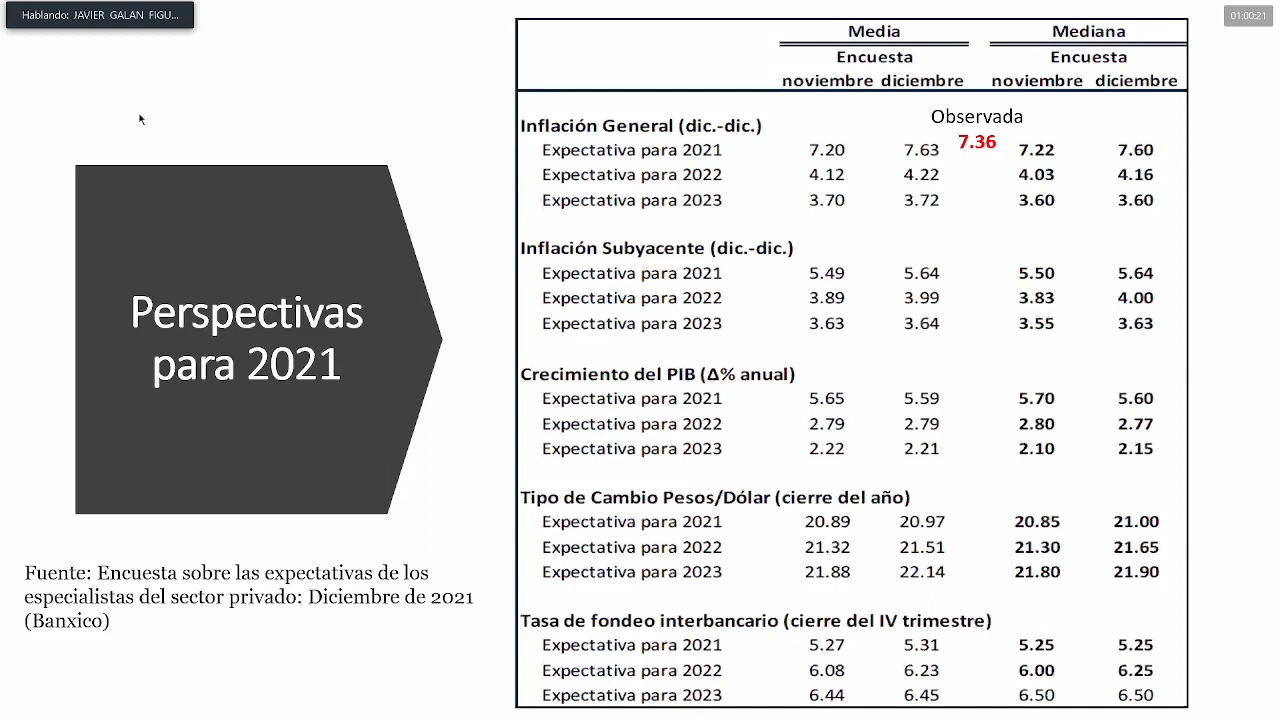 Hablando: JAVIER GALAN FIGU...
01:00:21
Perspectivas
para 2021
Fuente: Encuesta sobre las expectativas de los
especialistas del sector privado: Diciembre de 2021
(Banxico)
Media Mediana
Encuesta Encuesta
noviembre diciembre noviembre diciembre
Observada
7.36
Inflación General (dic.-dic.)
Expectativa para 2021 7.20 7.63 7.22 7.60
Expectativa para 2022 4.12 4.22 4.03 4.16
Expectativa para 2023 3.70 3.72 3.60 3.60
Inflación Subyacente (dic.-dic.)
Expectativa para 2021 5.49 5.64 5.50 5.64
Expectativa para 2022 3.89 3.99 3.83 4.00
Expectativa para 2023 3.63 3.64 3.55 3.63
Crecimiento del PIB (Δ% anual)
Expectativa para 2021 5.65 5.59 5.70 5.60
Expectativa para 2022 2.79 2.79 2.80 2.77
Expectativa para 2023 2.22 2.21 2.10 2.15
Tipo de Cambio Pesos/Dólar (cierre del año)
Expectativa para 2021 20.89 20.97 20.85 21.00
Expectativa para 2022 21.32 21.51 21.30 21.65
Expectativa para 2023 21.88 22.14 21.80 21.90
Tasa de fondeo interbancario (cierre del IV trimestre)
Expectativa para 2021 5.27 5.31 5.25 5.25
Expectativa para 2022 6.08 6.23 6.00 6.25
Expectativa para 2023 6.44 6.45 6.50 6.50